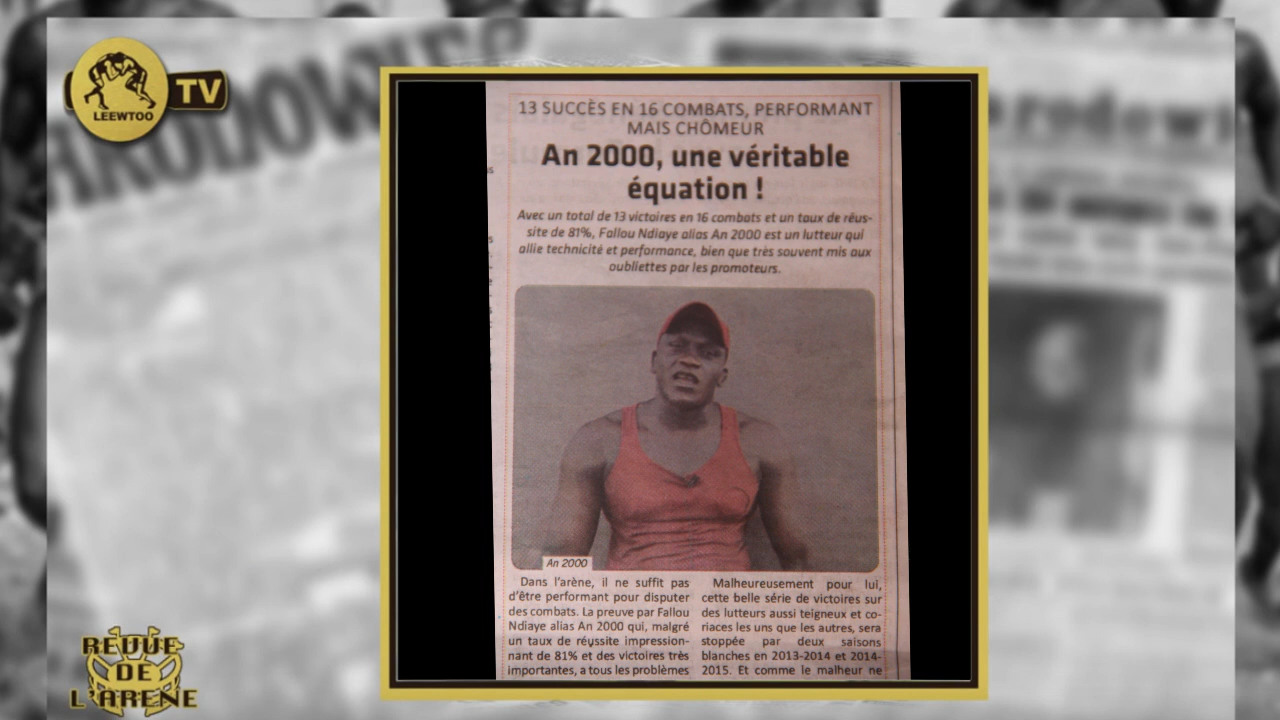 LEEWTOO
TV
13 SUCCÈS EN 16 COMBATS, PERFORMANT
MAIS CHÔMEUR
An 2000, une véritable
équation !
Avec un total de 13 victoires en 16 combats et un taux de réus-
site de 81%, Fallou Ndiaye alias An 2000 est un lutteur qui
allie technicité et performance, bien que très souvent mis aux
oubliettes par les promoteurs.
An 2000
Dans l'arène, il ne suffit pas
d'être performant pour disputer
des combats. La preuve par Fallou
Ndiaye alias An 2000 qui, malgré
un taux de réussite impression-
nant de 81% et des victoires très
importantes, a tous les problèmes
Malheureusement pour lui,
cette belle série de victoires sur
des lutteurs aussi teigneux et co-
riaces les uns que les autres, sera
stoppée par deux saisons
blanches en 2013-2014 et 2014-
2015. Et comme le malheur ne
REVUE
DE
L'ARENE